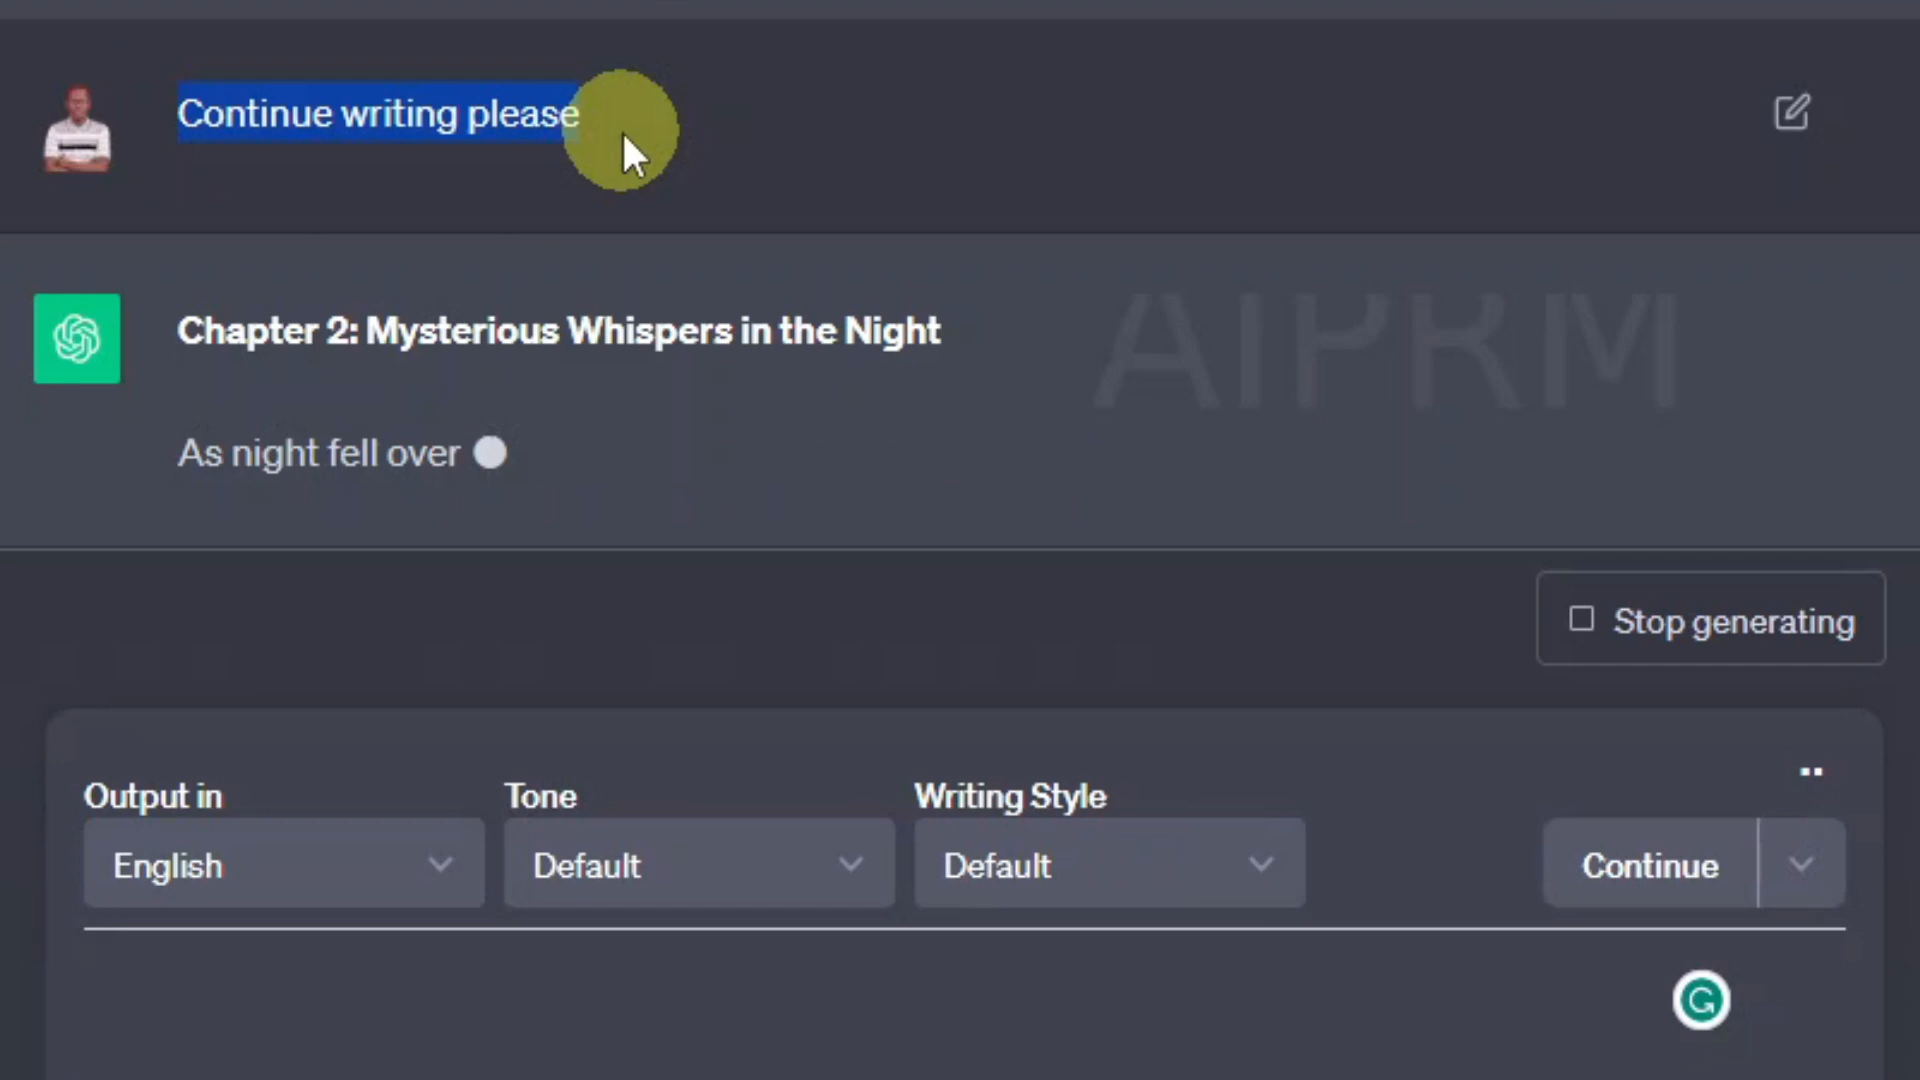 Continue writing please
AIPRM
Chapter 2: Mysterious Whispers in the Night
As night fell over
Stop generating
Output in
Tone
Writing Style
English
Default
Default
Continue